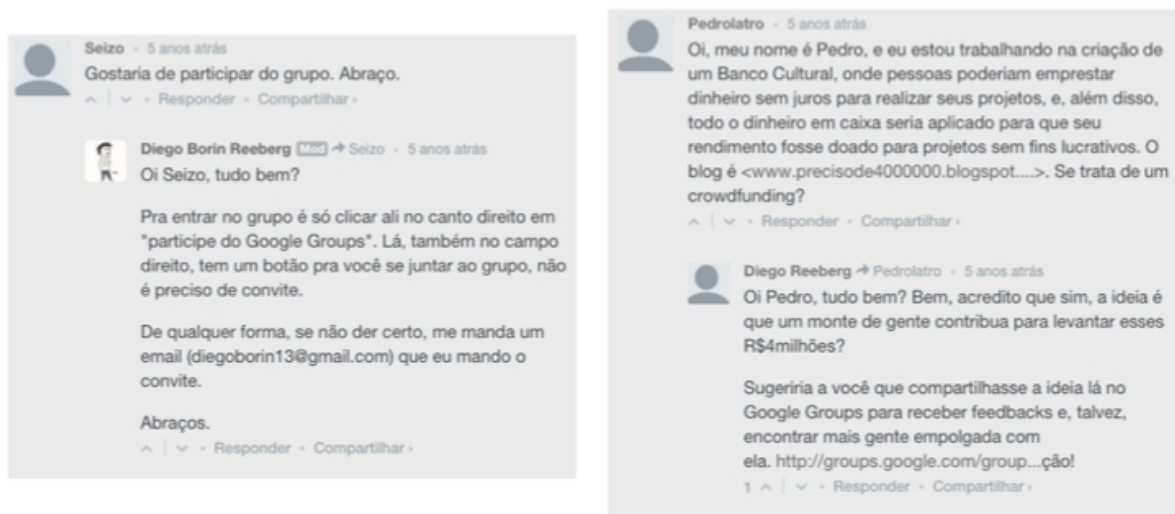 Seizo · 5 anos atrás
Gostaria de participar do grupo. Abraço.
Responder · Compartilhar ›
Diego Borin Reeberg Mod Seizo · 5 anos atrás
Oi Seizo, tudo bem?
Pra entrar no grupo é só clicar ali no canto direito em
"participe do Google Groups". Lá, também no campo
direito, tem um botão pra você se juntar ao grupo, não
é preciso de convite.
De qualquer forma, se não der certo, me manda um
email (diegoborin13@gmail.com) que eu mando o
convite.
Abraços.
Responder · Compartilhar ›
Pedrolatro · 5 anos atrás
Oi, meu nome é Pedro, e eu estou trabalhando na criação de
um Banco Cultural, onde pessoas poderiam emprestar
dinheiro sem juros para realizar seus projetos, e, além disso,
todo o dinheiro em caixa seria aplicado para que seu
rendimento fosse doado para projetos sem fins lucrativos. O
blog é <www.precisode4000000.blogspot....>. Se trata de um
crowdfunding?
Responder · Compartilhar ›
Diego Reeberg Pedrolatro · 5 anos atrás
Oi Pedro, tudo bem? Bem, acredito que sim, a ideia é
que um monte de gente contribua para levantar esses
R$4milhões?
Sugeriria a você que compartilhasse a ideia lá no
Google Groups para receber feedbacks e, talvez,
encontrar mais gente empolgada com
ela. http://groups.google.com/group...ção!
1 Responder · Compartilhar ›